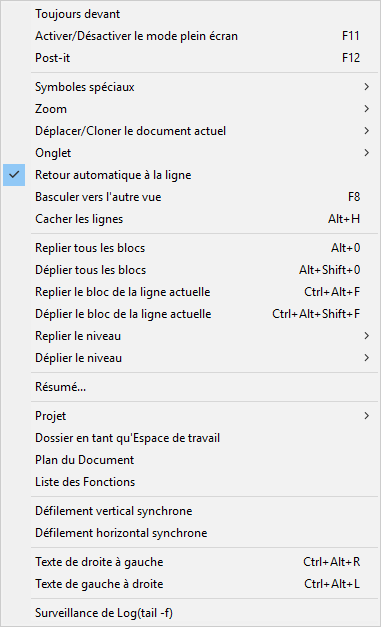 Toujours devant
Activer/Désactiver le mode plein écran F11
Post-it F12
Symboles spéciaux
Zoom
Déplacer/Cloner le document actuel
Onglet
Retour automatique à la ligne
Basculer vers l'autre vue F8
Cacher les lignes Alt+H
Replier tous les blocs Alt+0
Déplier tous les blocs Alt+Shift+0
Replier le bloc de la ligne actuelle Ctrl+Alt+F
Déplier le bloc de la ligne actuelle Ctrl+Alt+Shift+F
Replier le niveau
Déplier le niveau
Résumé...
Projet
Dossier en tant qu'Espace de travail
Plan du Document
Liste des Fonctions
Défilement vertical synchrone
Défilement horizontal synchrone
Texte de droite à gauche Ctrl+Alt+R
Texte de gauche à droite Ctrl+Alt+L
Surveillance de Log(tail -f)